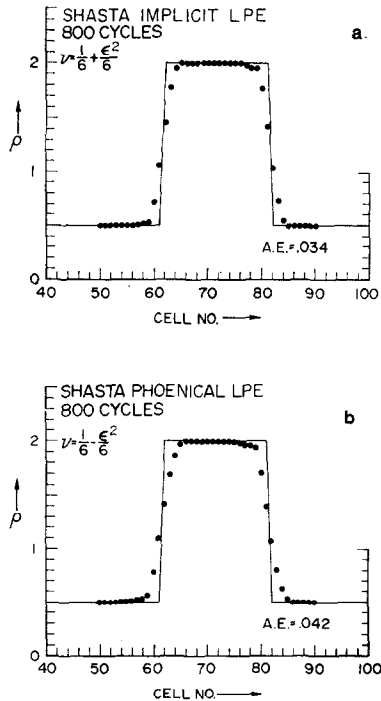 SHASTA IMPLICIT LPE
800 CYCLES
a.
ν=1/6+ε²/6
2
ρ
1
0
A.E.=.034
40 50 60 70 80 90 100
CELL NO.
SHASTA PHOENICAL LPE
800 CYCLES
b
ν=1/6-ε²/6
2
ρ
1
0
A.E.=.042
40 50 60 70 80 90 100
CELL NO.